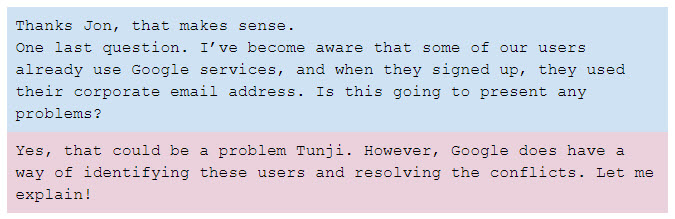 Thanks Jon, that makes sense.
One last question. I’ve become aware that some of our users
already use Google services, and when they signed up, they used
their corporate email address. Is this going to present any
problems?
Yes, that could be a problem Tunji. However, Google does have a
way of identifying these users and resolving the conflicts. Let me
explain!